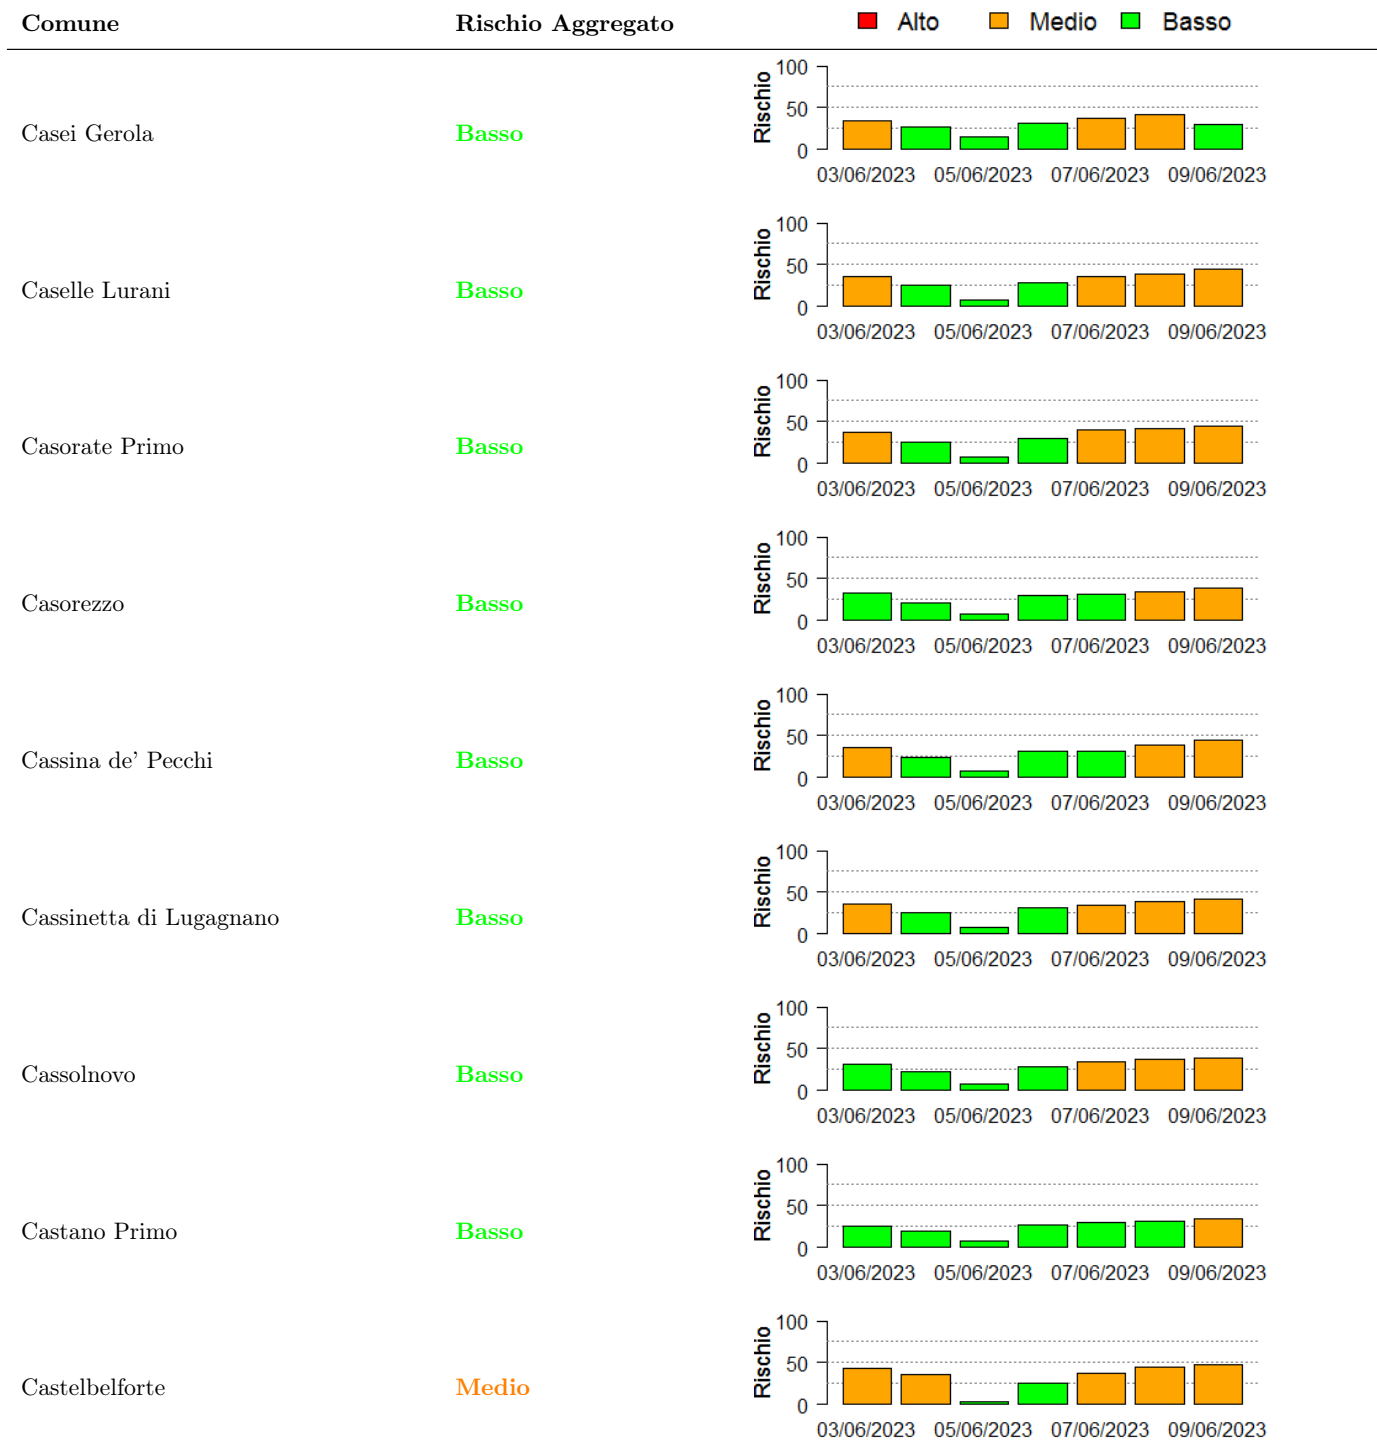 Comune Rischio Aggregato Alto Medio Basso
100
50
0
Rischio
Casei Gerola Basso
03/06/2023 05/06/2023 07/06/2023 09/06/2023
100
50
0
Rischio
Caselle Lurani Basso
03/06/2023 05/06/2023 07/06/2023 09/06/2023
100
50
0
Rischio
Casorate Primo Basso
03/06/2023 05/06/2023 07/06/2023 09/06/2023
100
50
0
Rischio
Casorezzo Basso
03/06/2023 05/06/2023 07/06/2023 09/06/2023
100
50
0
Rischio
Cassina de' Pecchi Basso
03/06/2023 05/06/2023 07/06/2023 09/06/2023
100
50
0
Rischio
Cassinetta di Lugagnano Basso
03/06/2023 05/06/2023 07/06/2023 09/06/2023
100
50
0
Rischio
Cassolnovo Basso
03/06/2023 05/06/2023 07/06/2023 09/06/2023
100
50
0
Rischio
Castano Primo Basso
03/06/2023 05/06/2023 07/06/2023 09/06/2023
100
50
0
Rischio
Castelbelforte Medio
03/06/2023 05/06/2023 07/06/2023 09/06/2023